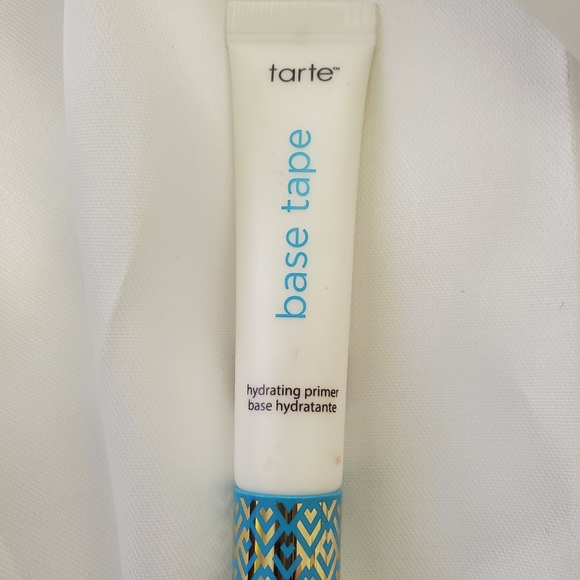 tarte™
base tape
hydrating primer
base hydratante